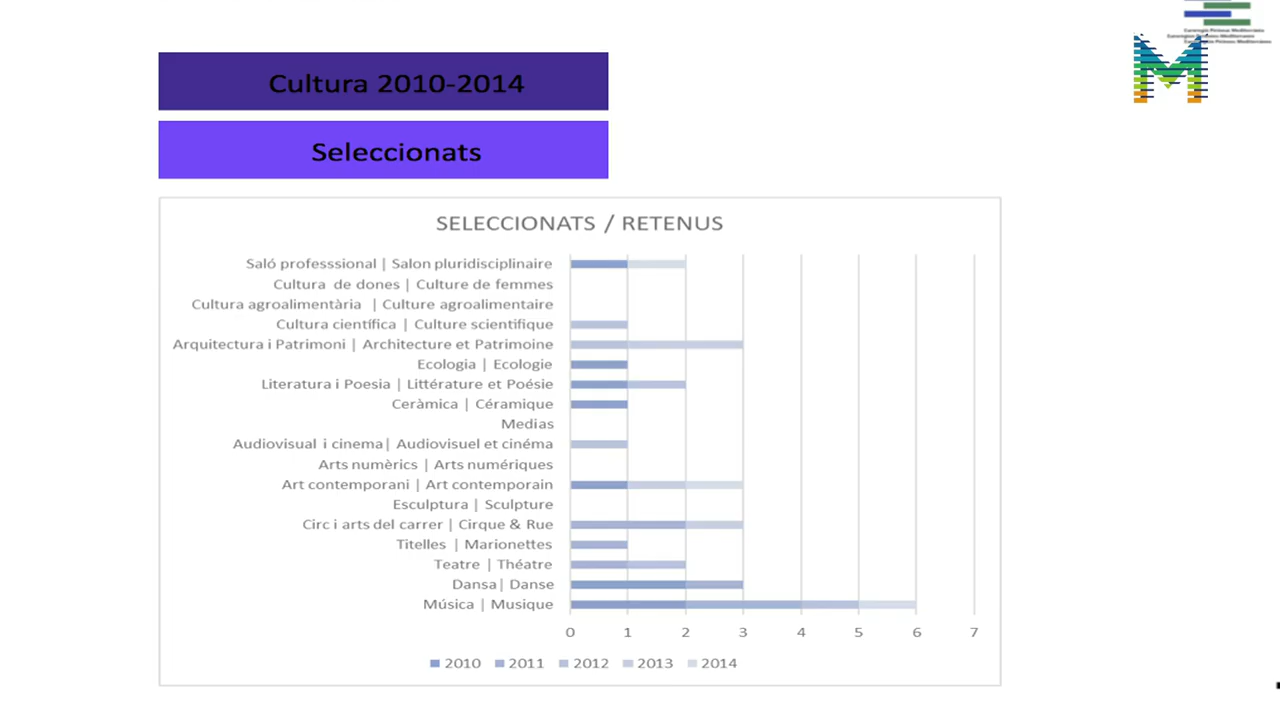 Euroregió Pirineus Mediterrània
Cultura 2010-2014
Seleccionats
SELECCIONATS / RETENUS
Saló professsional | Salon pluridisciplinaire
Cultura de dones | Culture de femmes
Cultura agroalimentària | Culture agroalimentaire
Cultura científica | Culture scientifique
Arquitectura i Patrimoni | Architecture et Patrimoine
Ecologia | Ecologie
Literatura i Poesia | Littérature et Poésie
Ceràmica | Céramique
Medias
Audiovisual i cinema| Audiovisuel et cinéma
Arts numèrics | Arts numériques
Art contemporani | Art contemporain
Esculptura | Sculpture
Circ i arts del carrer | Cirque & Rue
Titelles | Marionettes
Teatre | Théatre
Dansa| Danse
Música | Musique
0 1 2 3 4 5 6 7
2010 2011 2012 2013 2014